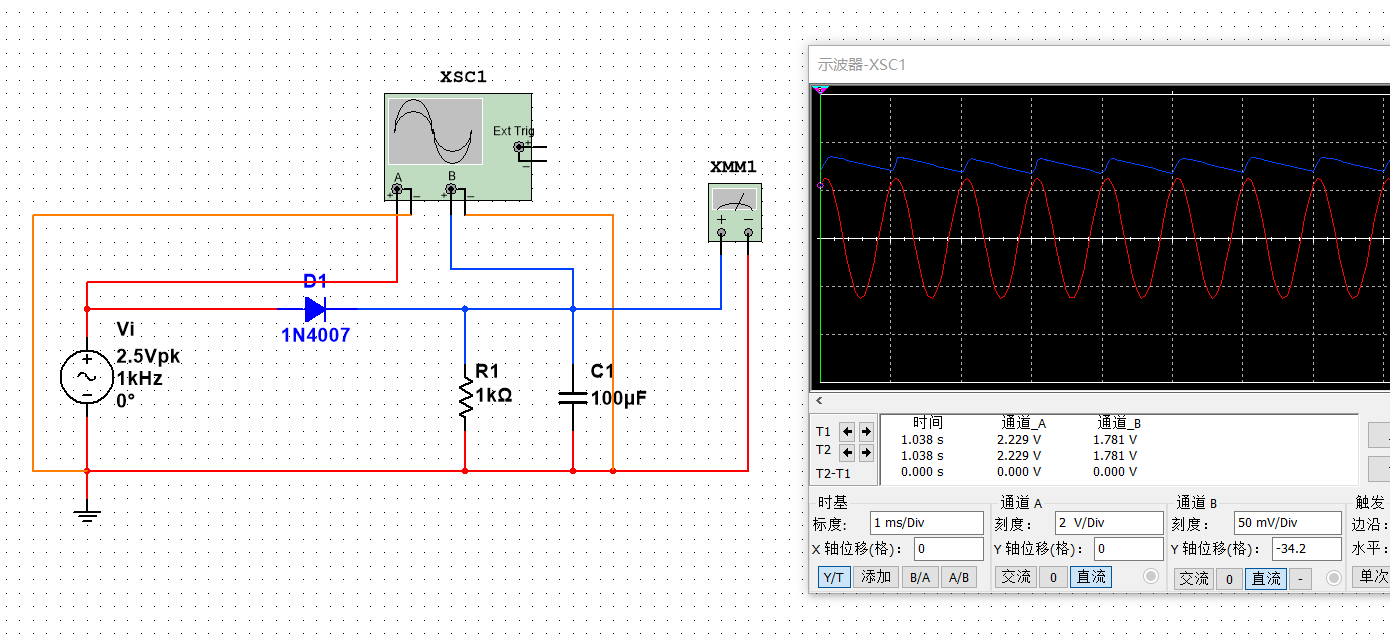 XSC1
Ext Trig
+
−
A
B
+ − + −
XMM1
+ −
D1
1N4007
Vi
2.5Vpk
1kHz
0°
+
−
R1
1kΩ
C1
100µF
示波器-XSC1
<
时间 通道_A 通道_B
T1 1.038 s 2.229 V 1.781 V
T2 1.038 s 2.229 V 1.781 V
T2-T1 0.000 s 0.000 V 0.000 V
时基 通道 A 通道 B 触发
标度: 1 ms/Div 刻度: 2 V/Div 刻度: 50 mV/Div 边沿:
X 轴位移(格): 0 Y 轴位移(格): 0 Y 轴位移(格): -34.2 水平:
Y/T 添加 B/A A/B 交流 0 直流 交流 0 直流 - 单次